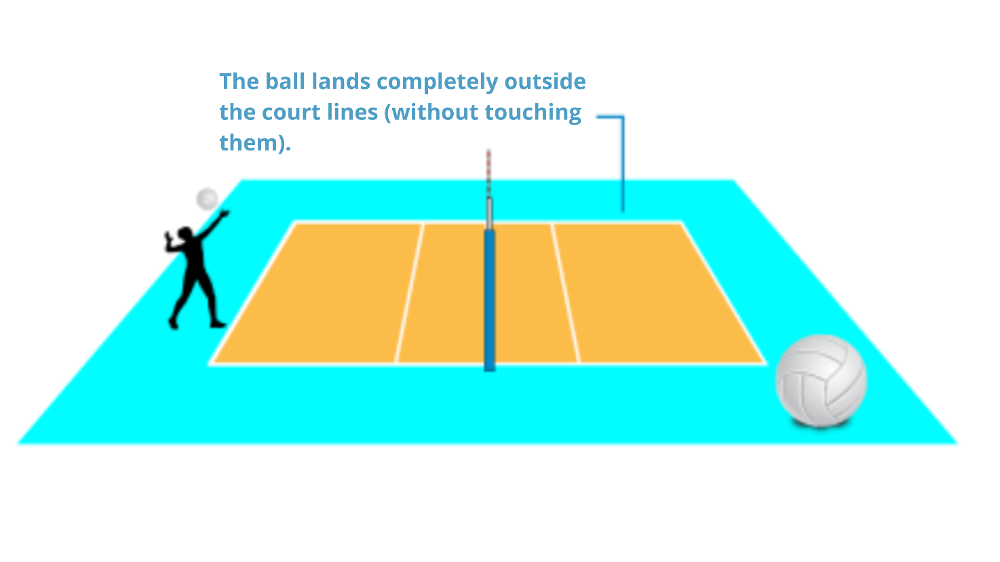 The ball lands completely outside
the court lines (without touching
them).